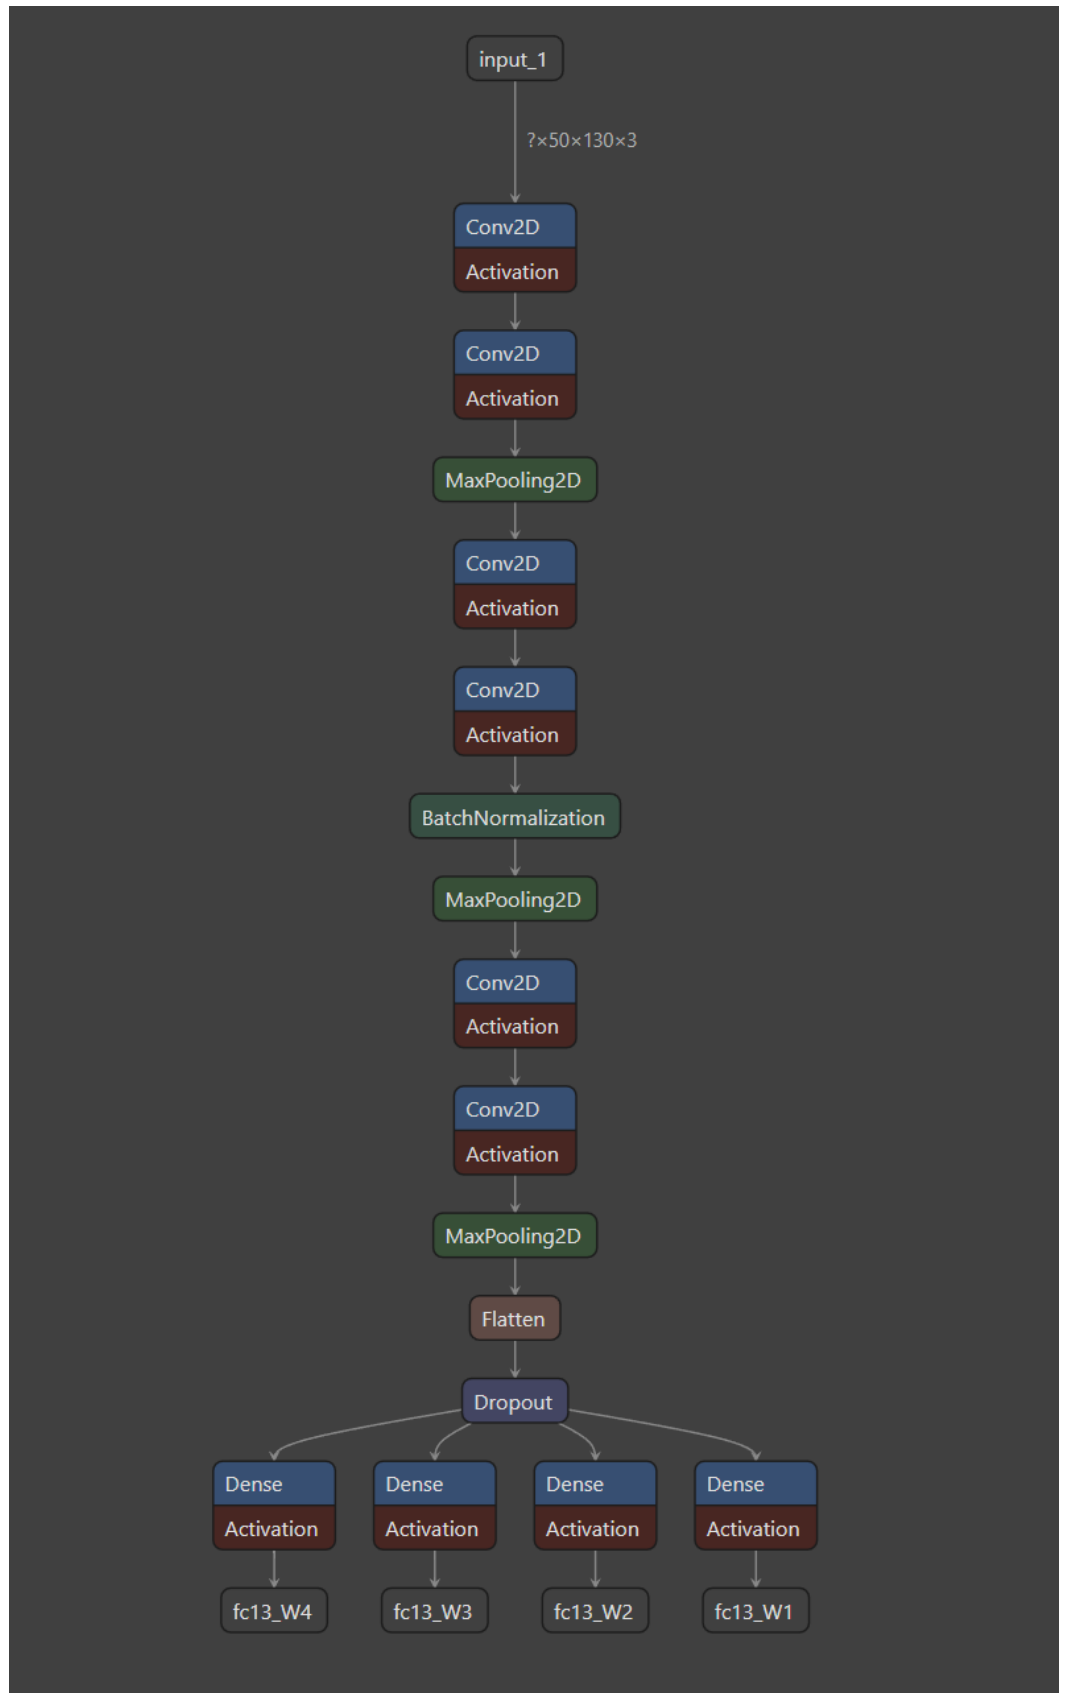 input_1
?×50×130×3
Conv2D
Activation
Conv2D
Activation
MaxPooling2D
Conv2D
Activation
Conv2D
Activation
BatchNormalization
MaxPooling2D
Conv2D
Activation
Conv2D
Activation
MaxPooling2D
Flatten
Dropout
Dense Dense Dense Dense
Activation Activation Activation Activation
fc13_W4 fc13_W3 fc13_W2 fc13_W1